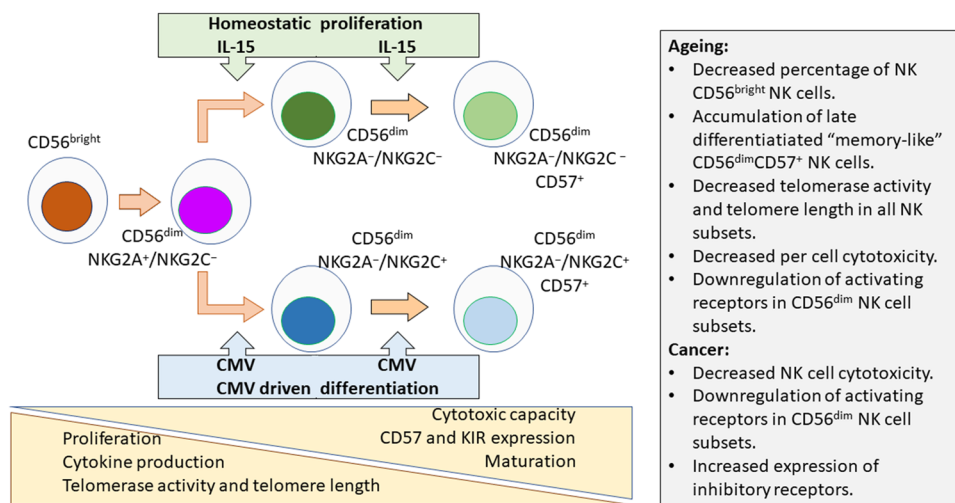 Homeostatic proliferation
IL-15 IL-15
CD56bright
CD56dim
NKG2A+/NKG2C−
CD56dim
NKG2A−/NKG2C−
CD56dim
NKG2A−/NKG2C −
CD57+
CD56dim
NKG2A−/NKG2C+
CD56dim
NKG2A−/NKG2C+
CD57+
CMV CMV
CMV driven differentiation
Proliferation
Cytokine production
Telomerase activity and telomere length
Cytotoxic capacity
CD57 and KIR expression
Maturation
Ageing:
• Decreased percentage of NK
CD56bright NK cells.
• Accumulation of late
differentiatiated “memory-like”
CD56dimCD57+ NK cells.
• Decreased telomerase activity
and telomere length in all NK
subsets.
• Decreased per cell cytotoxicity.
• Downregulation of activating
receptors in CD56dim NK cell
subsets.
Cancer:
• Decreased NK cell cytotoxicity.
• Downregulation of activating
receptors in CD56dim NK cell
subsets.
• Increased expression of
inhibitory receptors.